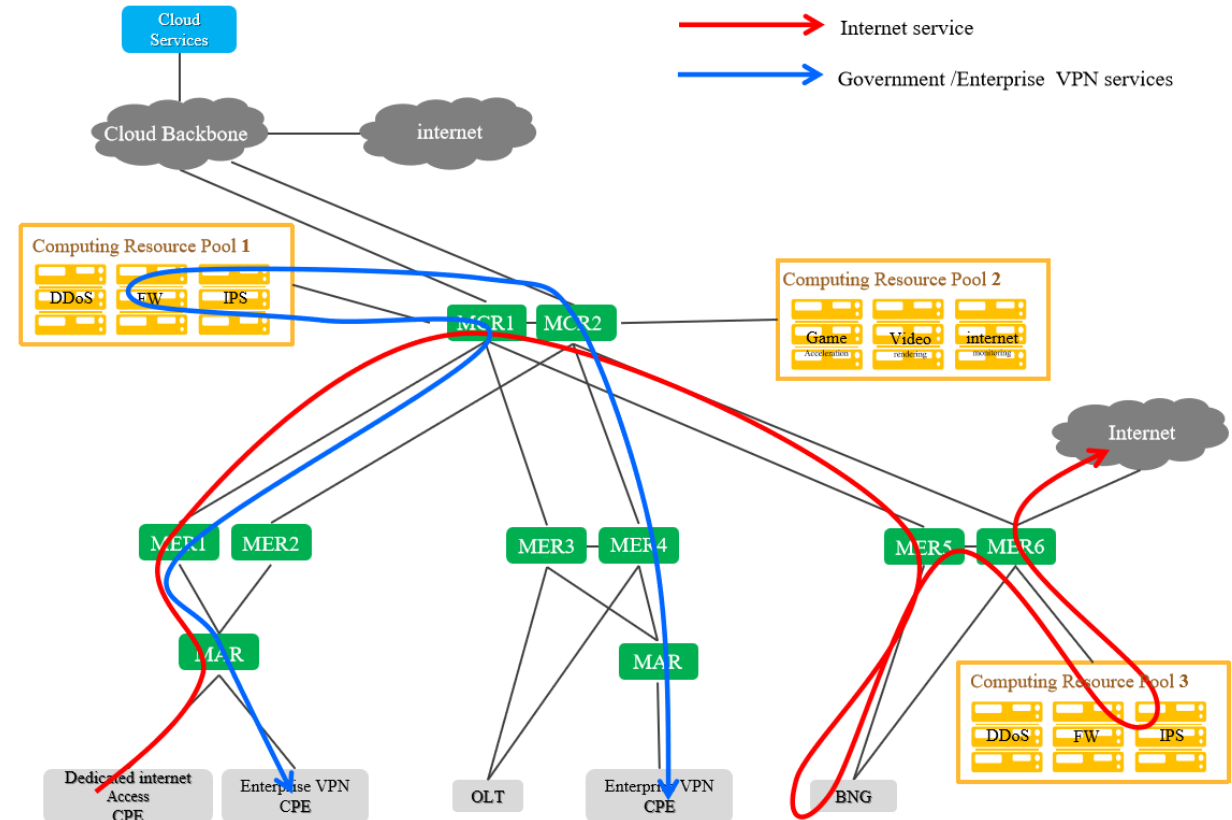 Cloud
Services
Internet service
Government /Enterprise VPN services
Cloud Backbone
internet
Computing Resource Pool 1
DDoS
FW
IPS
Computing Resource Pool 2
Game
Acceleration
Video
rendering
internet
monitoring
MCR1
MCR2
Internet
MER1
MER2
MER3
MER4
MER5
MER6
MAR
MAR
Computing Resource Pool 3
DDoS
FW
IPS
Dedicated internet
Access
CPE
Enterprise VPN
CPE
OLT
Enterprise VPN
CPE
BNG